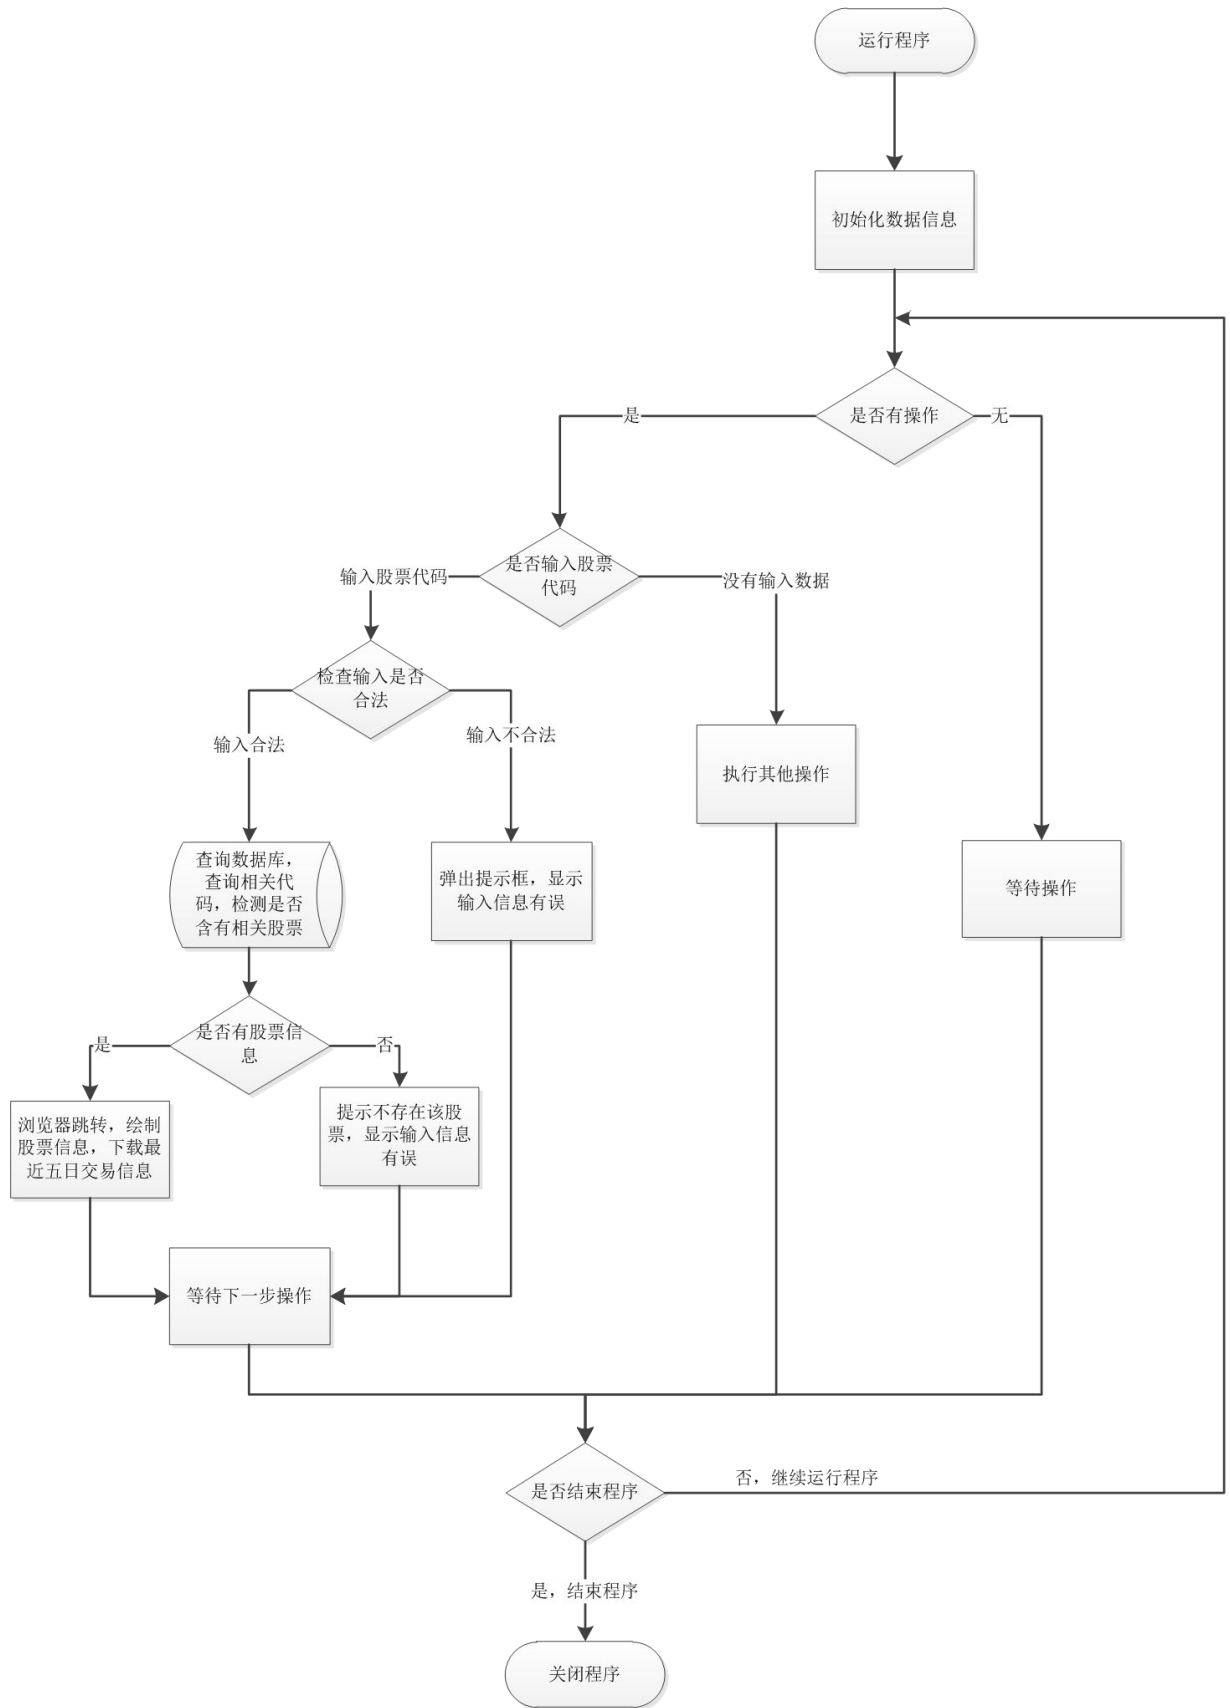 运行程序
初始化数据信息
是否有操作
是
无
是否输入股票
代码
输入股票代码
没有输入数据
检查输入是否
合法
输入合法
输入不合法
执行其他操作
查询数据库，
查询相关代
码，检测是否
含有相关股票
弹出提示框，显示
输入信息有误
等待操作
是否有股票信
息
是
否
浏览器跳转，绘制
股票信息，下载最
近五日交易信息
提示不存在该股
票，显示输入信息
有误
等待下一步操作
是否结束程序
否，继续运行程序
是，结束程序
关闭程序